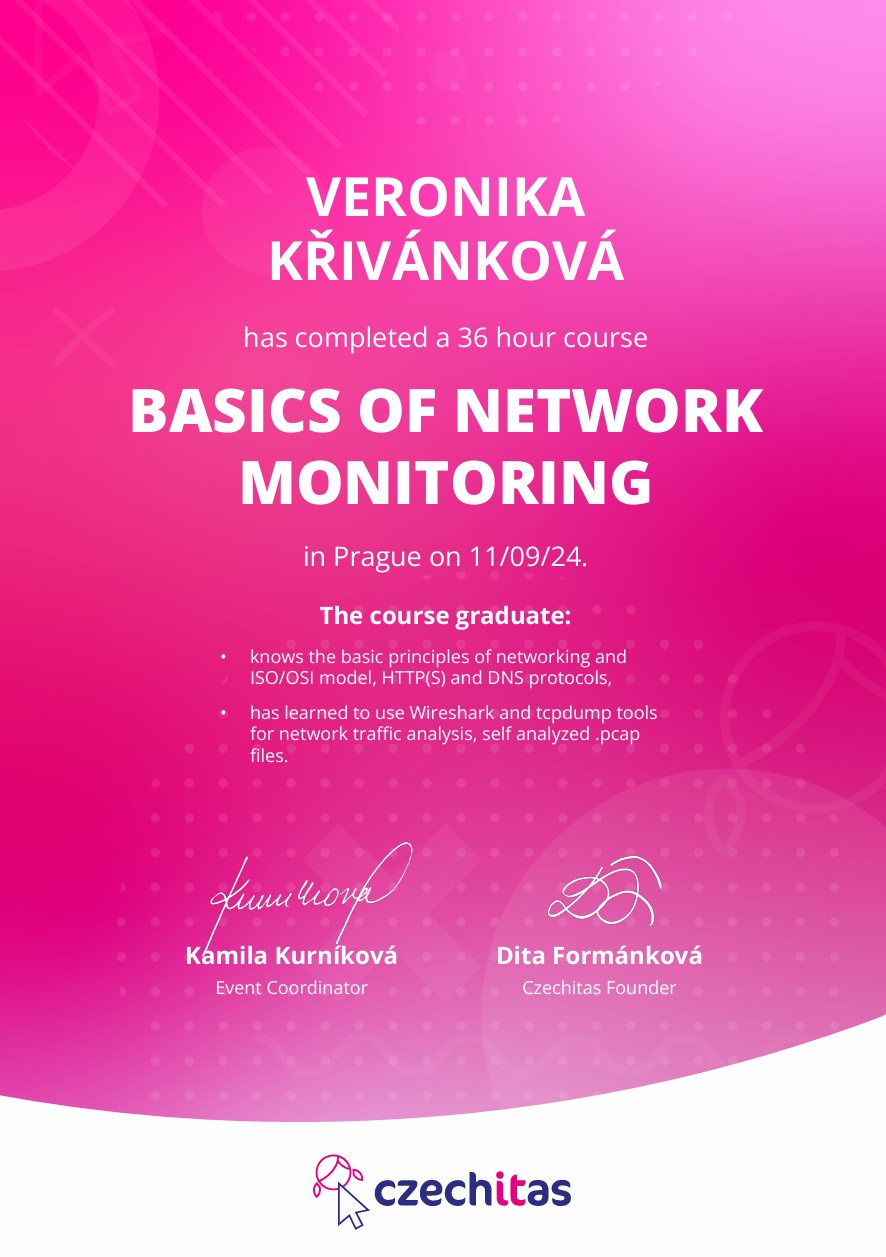 VERONIKA
KŘIVÁNKOVÁ
has completed a 36 hour course
BASICS OF NETWORK
MONITORING
in Prague on 11/09/24.
The course graduate:
• knows the basic principles of networking and
ISO/OSI model, HTTP(S) and DNS protocols,
• has learned to use Wireshark and tcpdump tools
for network traffic analysis, self analyzed .pcap
files.
Kamila Kurníková
Event Coordinator
Dita Formánková
Czechitas Founder
czechitas